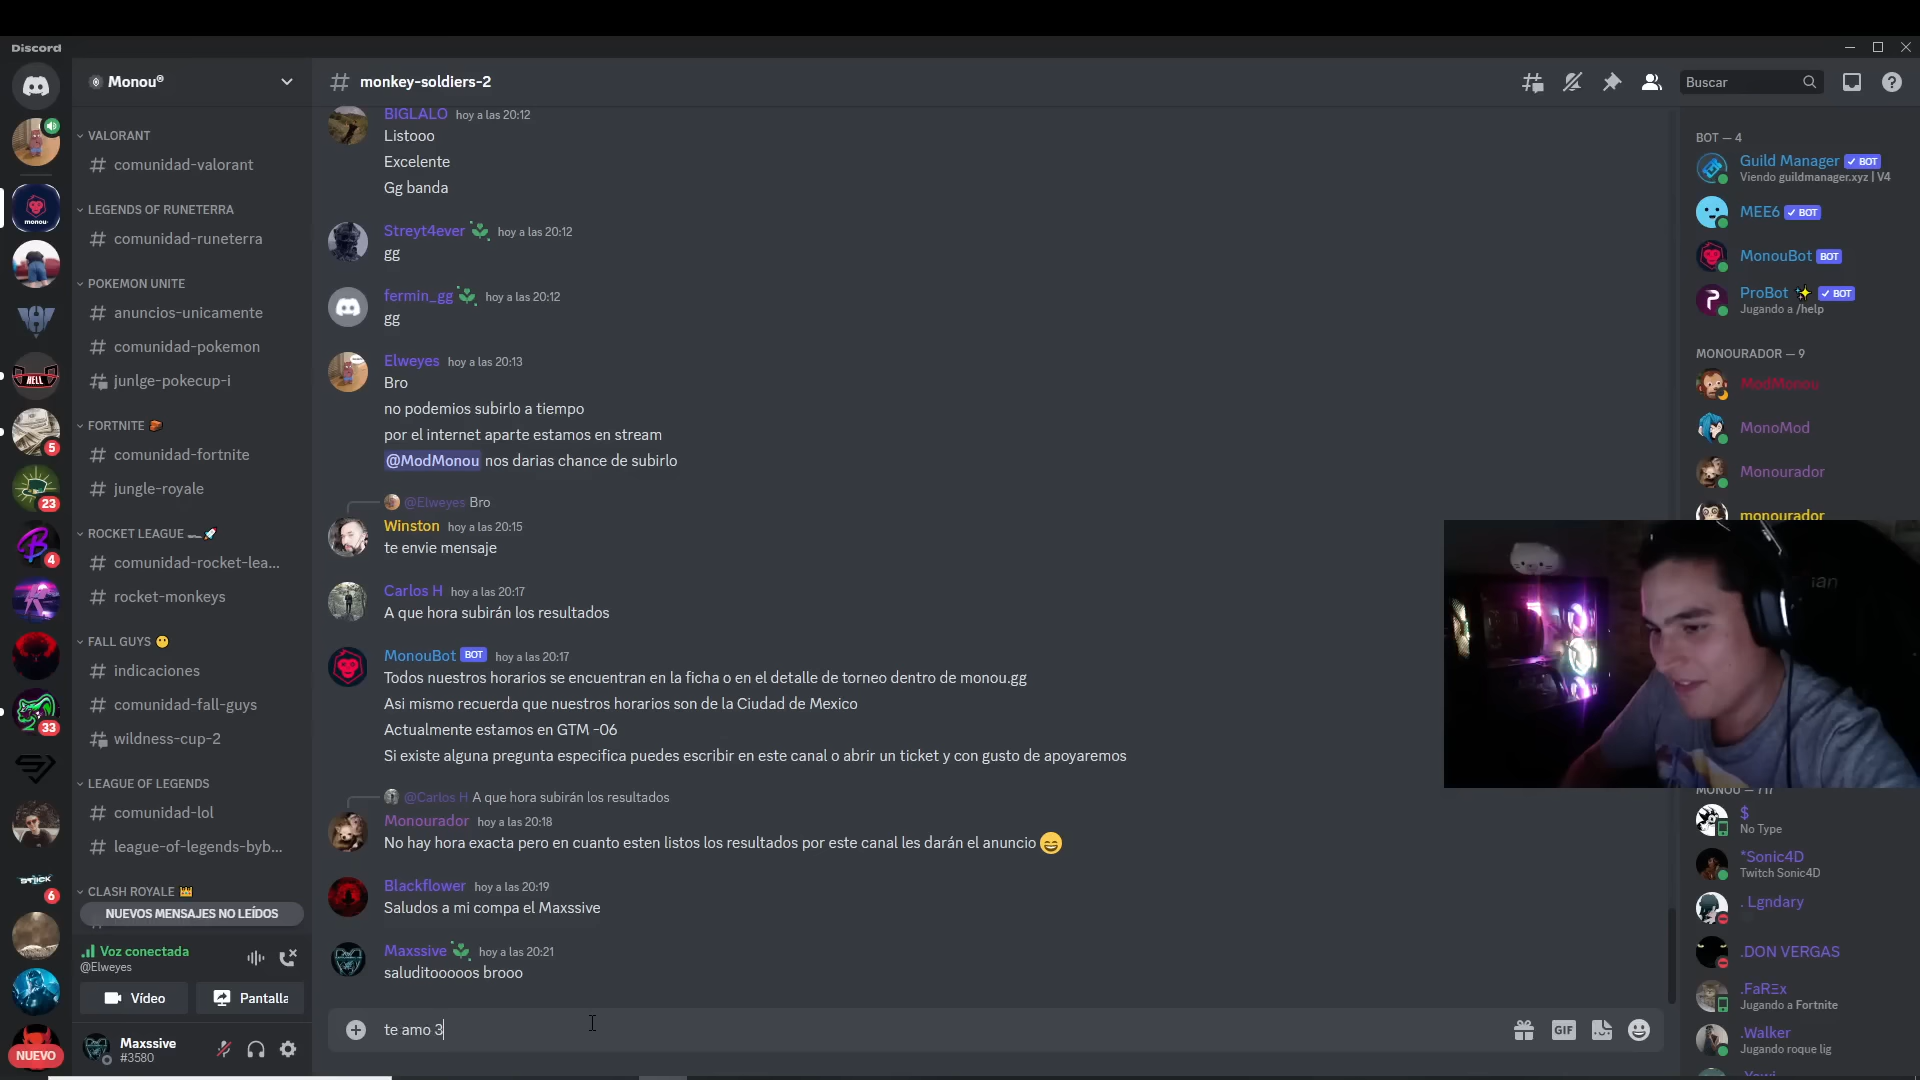 Discord
Monou®
VALORANT
comunidad-valorant
LEGENDS OF RUNETERRA
comunidad-runeterra
POKEMON UNITE
anuncios-unicamente
comunidad-pokemon
junlge-pokecup-i
FORTNITE
comunidad-fortnite
jungle-royale
ROCKET LEAGUE
comunidad-rocket-lea...
rocket-monkeys
FALL GUYS
indicaciones
comunidad-fall-guys
wildness-cup-2
LEAGUE OF LEGENDS
comunidad-lol
league-of-legends-byb...
CLASH ROYALE
NUEVOS MENSAJES NO LEÍDOS
Voz conectada
@Elweyes
Vídeo
Pantalla
Maxssive
#3580
monou
HELL
5
23
4
33
6
NUEVO
# monkey-soldiers-2
Buscar
BIGLALO hoy a las 20:12
Listooo
Excelente
Gg banda
Streyt4ever hoy a las 20:12
gg
fermin_gg hoy a las 20:12
gg
Elweyes hoy a las 20:13
Bro
no podemios subirlo a tiempo
por el internet aparte estamos en stream
@ModMonou nos darias chance de subirlo
@Elweyes Bro
Winston hoy a las 20:15
te envie mensaje
Carlos H hoy a las 20:17
A que hora subirán los resultados
MonouBot BOT hoy a las 20:17
Todos nuestros horarios se encuentran en la ficha o en el detalle de torneo dentro de monou.gg
Asi mismo recuerda que nuestros horarios son de la Ciudad de Mexico
Actualmente estamos en GTM -06
Si existe alguna pregunta especifica puedes escribir en este canal o abrir un ticket y con gusto de apoyaremos
@Carlos H A que hora subirán los resultados
Monourador hoy a las 20:18
No hay hora exacta pero en cuanto esten listos los resultados por este canal les darán el anuncio
Blackflower hoy a las 20:19
Saludos a mi compa el Maxssive
Maxssive hoy a las 20:21
saluditooooos brooo
te amo 3
GIF
BOT — 4
Guild Manager ✓ BOT
Viendo guildmanager.xyz | V4
MEE6 ✓ BOT
MonouBot BOT
ProBot ✨ ✓ BOT
Jugando a /help
MONOURADOR — 9
ModMonou
MonoMod
Monourador
monourador
MONOU — 717
$
No Type
*Sonic4D
Twitch Sonic4D
. Lgndary
.DON VERGAS
.FaRΞx
Jugando a Fortnite
.Walker
Jugando roque lig